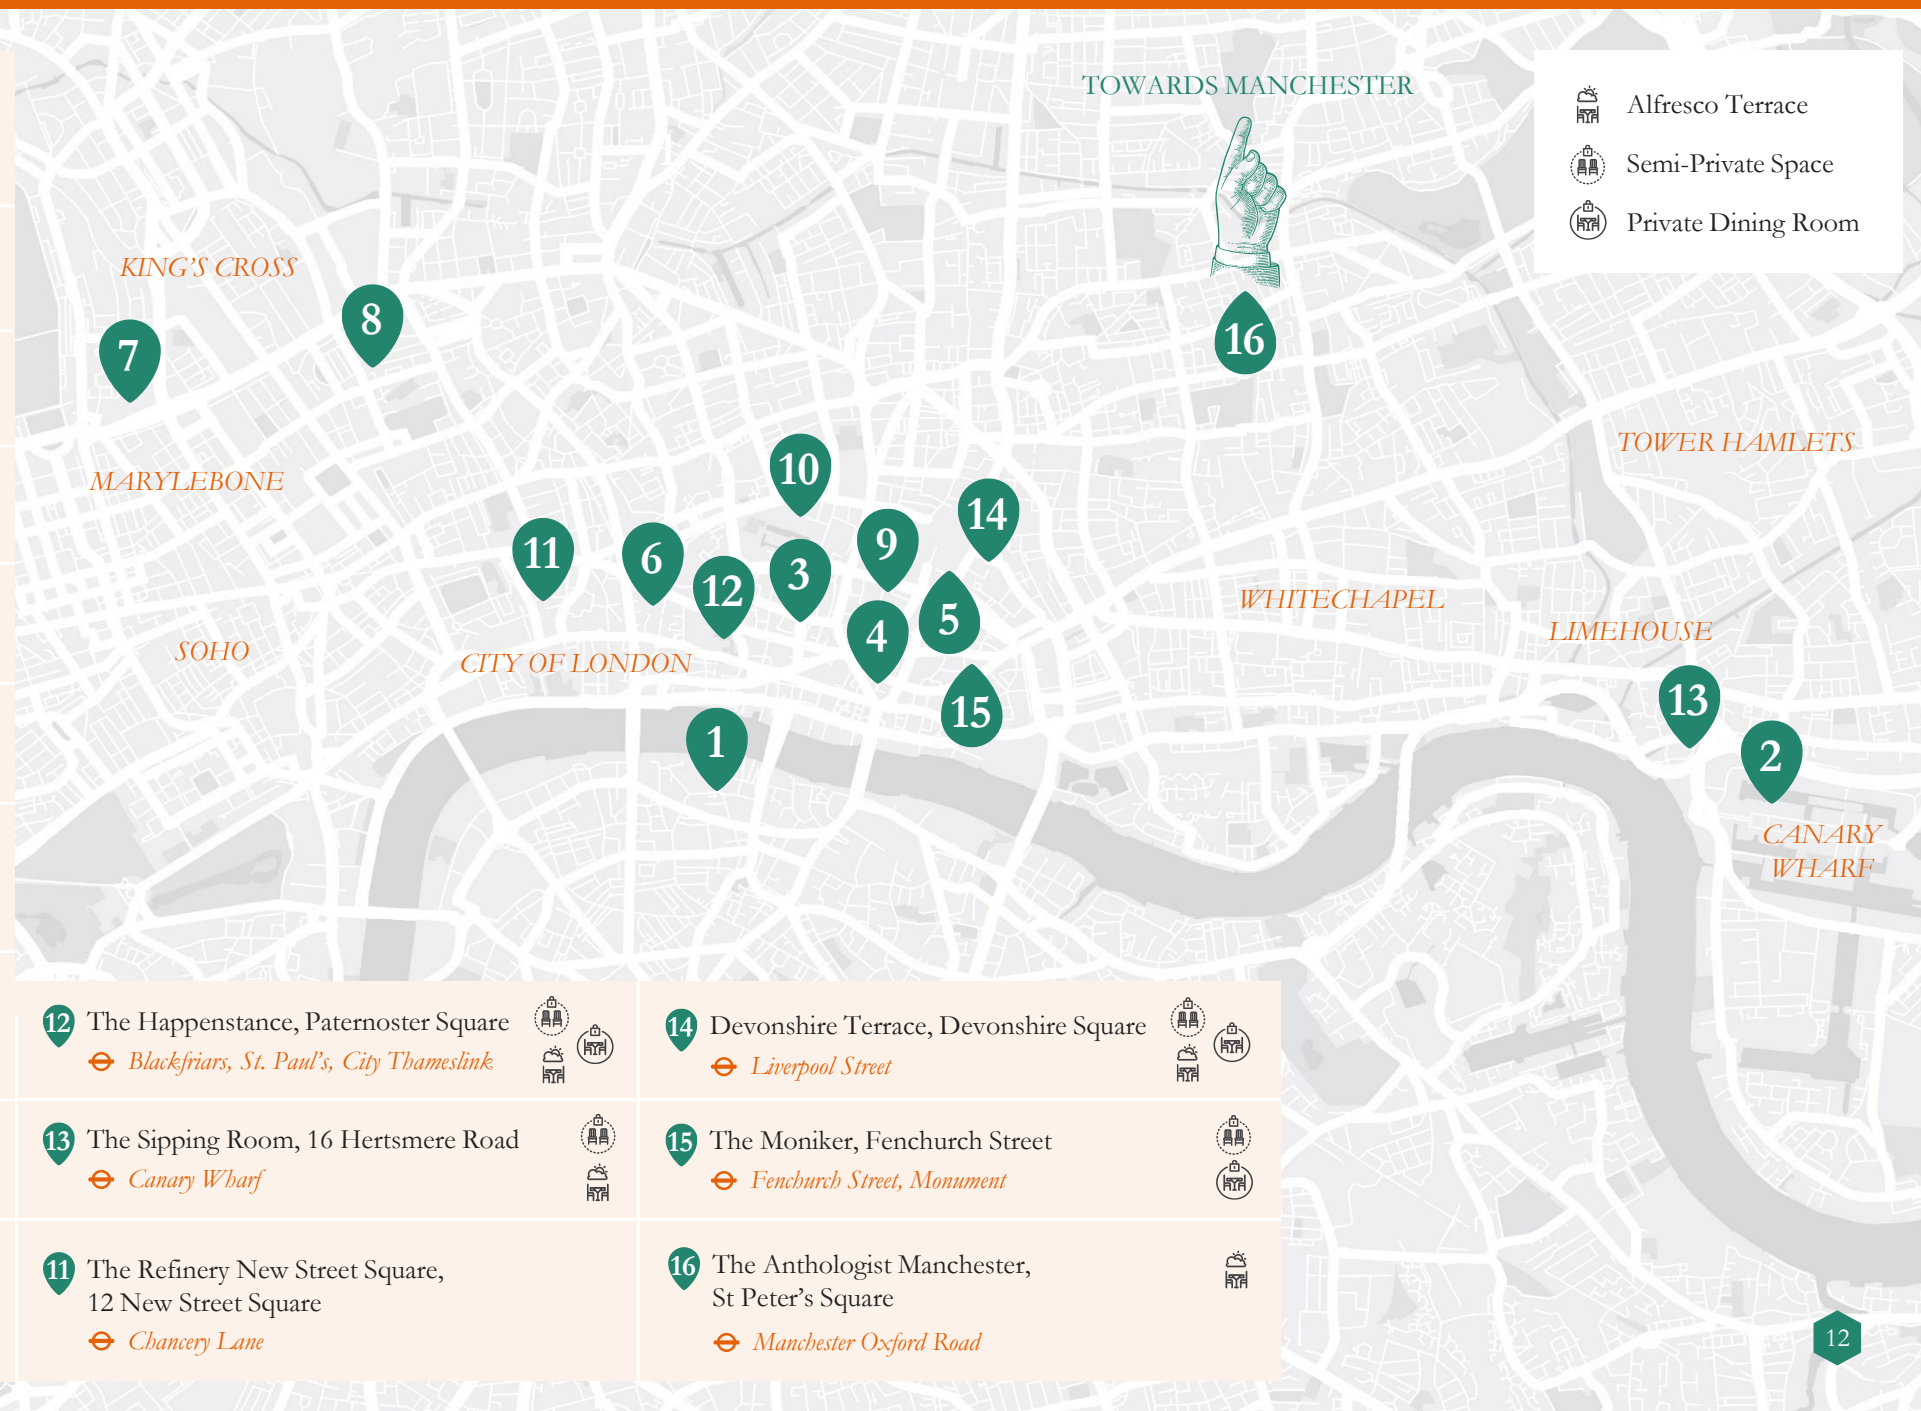 TOWARDS MANCHESTER
Alfresco Terrace
Semi-Private Space
Private Dining Room
KING'S CROSS
8
7
16
MARYLEBONE
TOWER HAMLETS
10
14
11
6
9
12
3
5
4
WHITECHAPEL
LIMEHOUSE
SOHO
CITY OF LONDON
15
13
1
2
CANARY
WHARF
12 The Happenstance, Paternoster Square
Blackfriars, St. Paul's, City Thameslink
14 Devonshire Terrace, Devonshire Square
Liverpool Street
13 The Sipping Room, 16 Hertsmere Road
Canary Wharf
15 The Moniker, Fenchurch Street
Fenchurch Street, Monument
11 The Refinery New Street Square,
12 New Street Square
Chancery Lane
16 The Anthologist Manchester,
St Peter's Square
Manchester Oxford Road
12